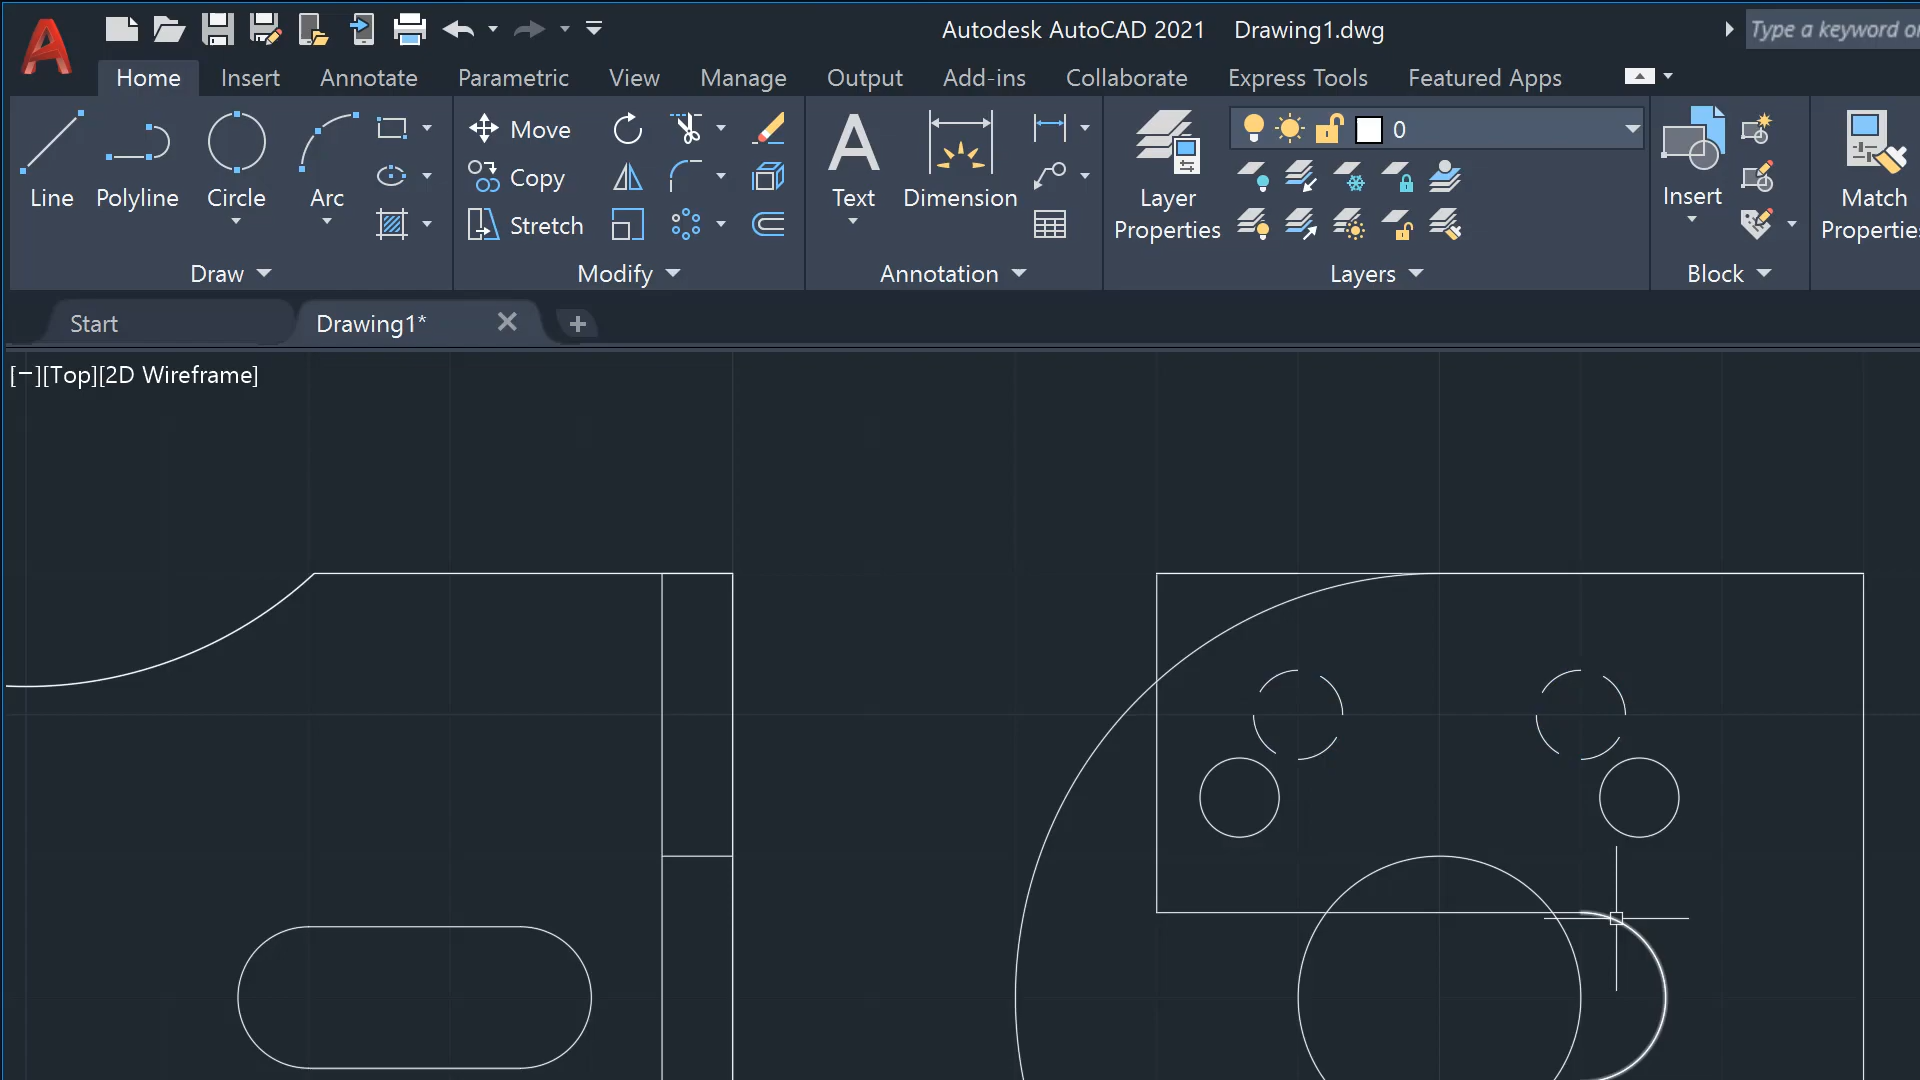 Autodesk AutoCAD 2021 Drawing1.dwg
Type a keyword or
Home Insert Annotate Parametric View Manage Output Add-ins Collaborate Express Tools Featured Apps
Line Polyline Circle Arc
Move
Copy
Stretch
Text Dimension
Layer
Properties
0
Insert
Match
Properties
Draw Modify Annotation Layers Block
Start Drawing1*
[−][Top][2D Wireframe]